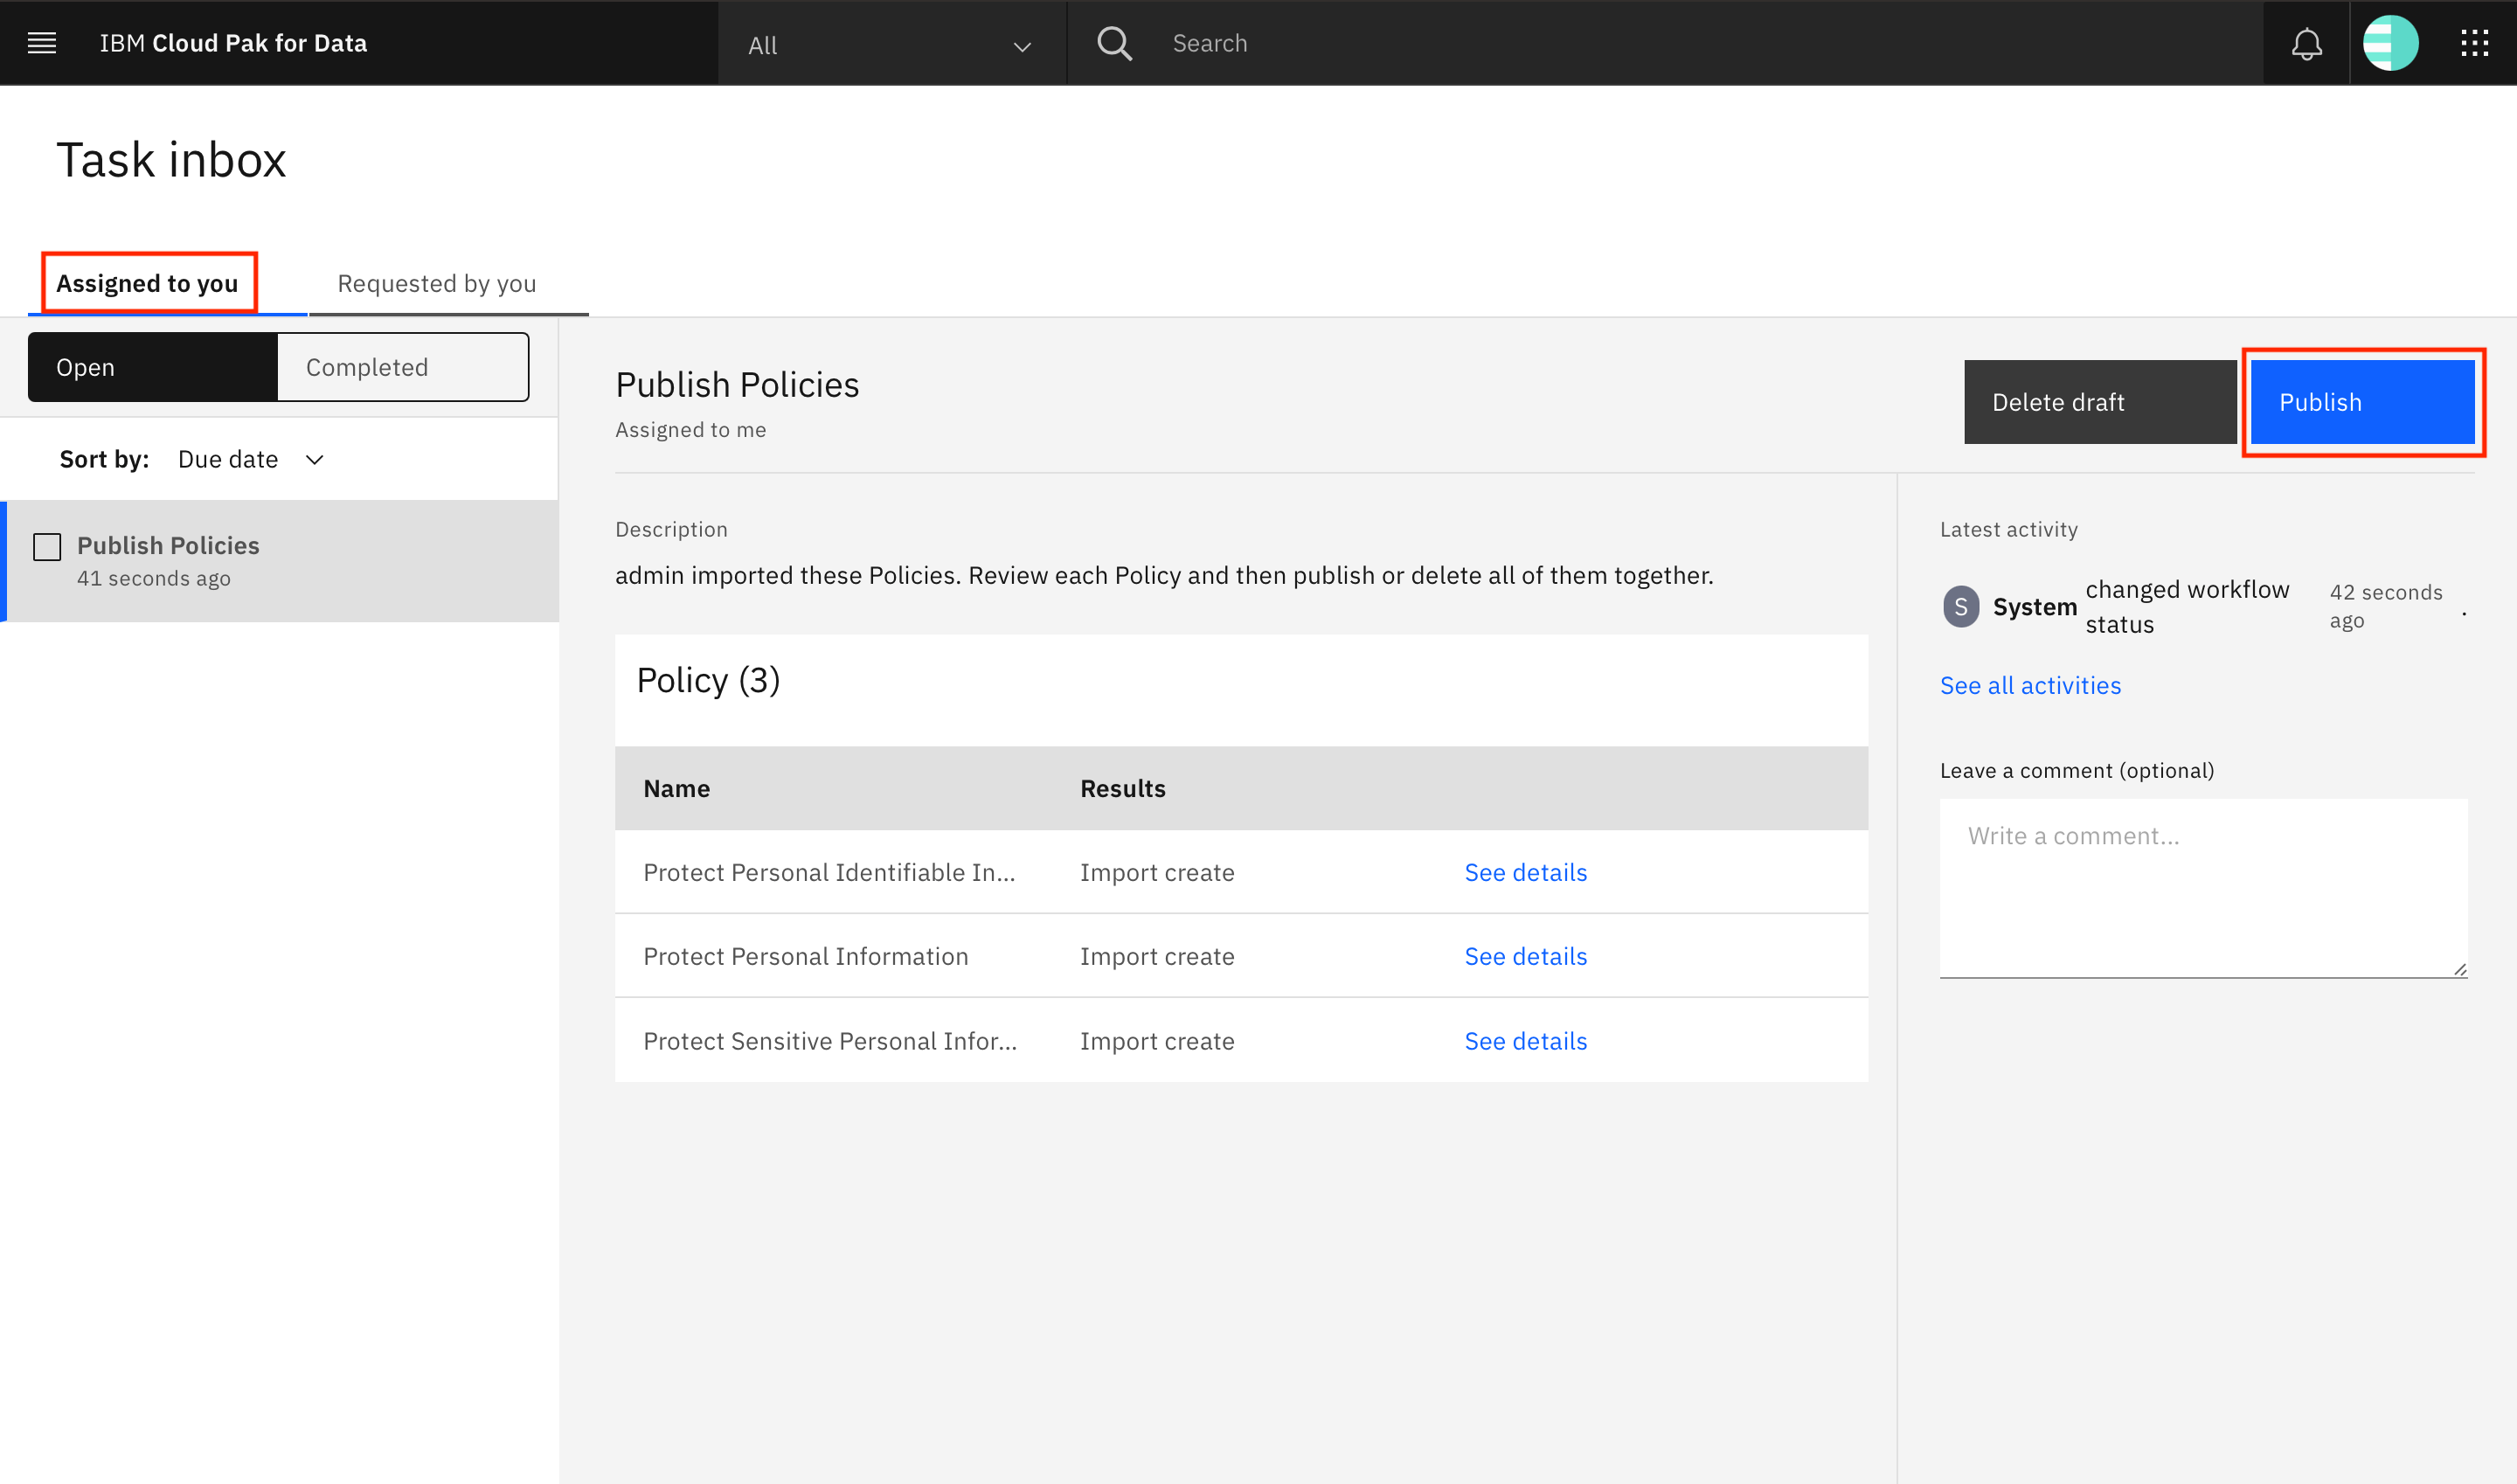 IBM Cloud Pak for Data
All
Search
Task inbox
Assigned to you
Requested by you
Open
Completed
Sort by: Due date
Publish Policies
41 seconds ago
Publish Policies
Assigned to me
Delete draft
Publish
Description
admin imported these Policies. Review each Policy and then publish or delete all of them together.
Policy (3)
Name Results
Protect Personal Identifiable In... Import create See details
Protect Personal Information Import create See details
Protect Sensitive Personal Infor... Import create See details
Latest activity
S System changed workflow status 42 seconds ago .
See all activities
Leave a comment (optional)
Write a comment...